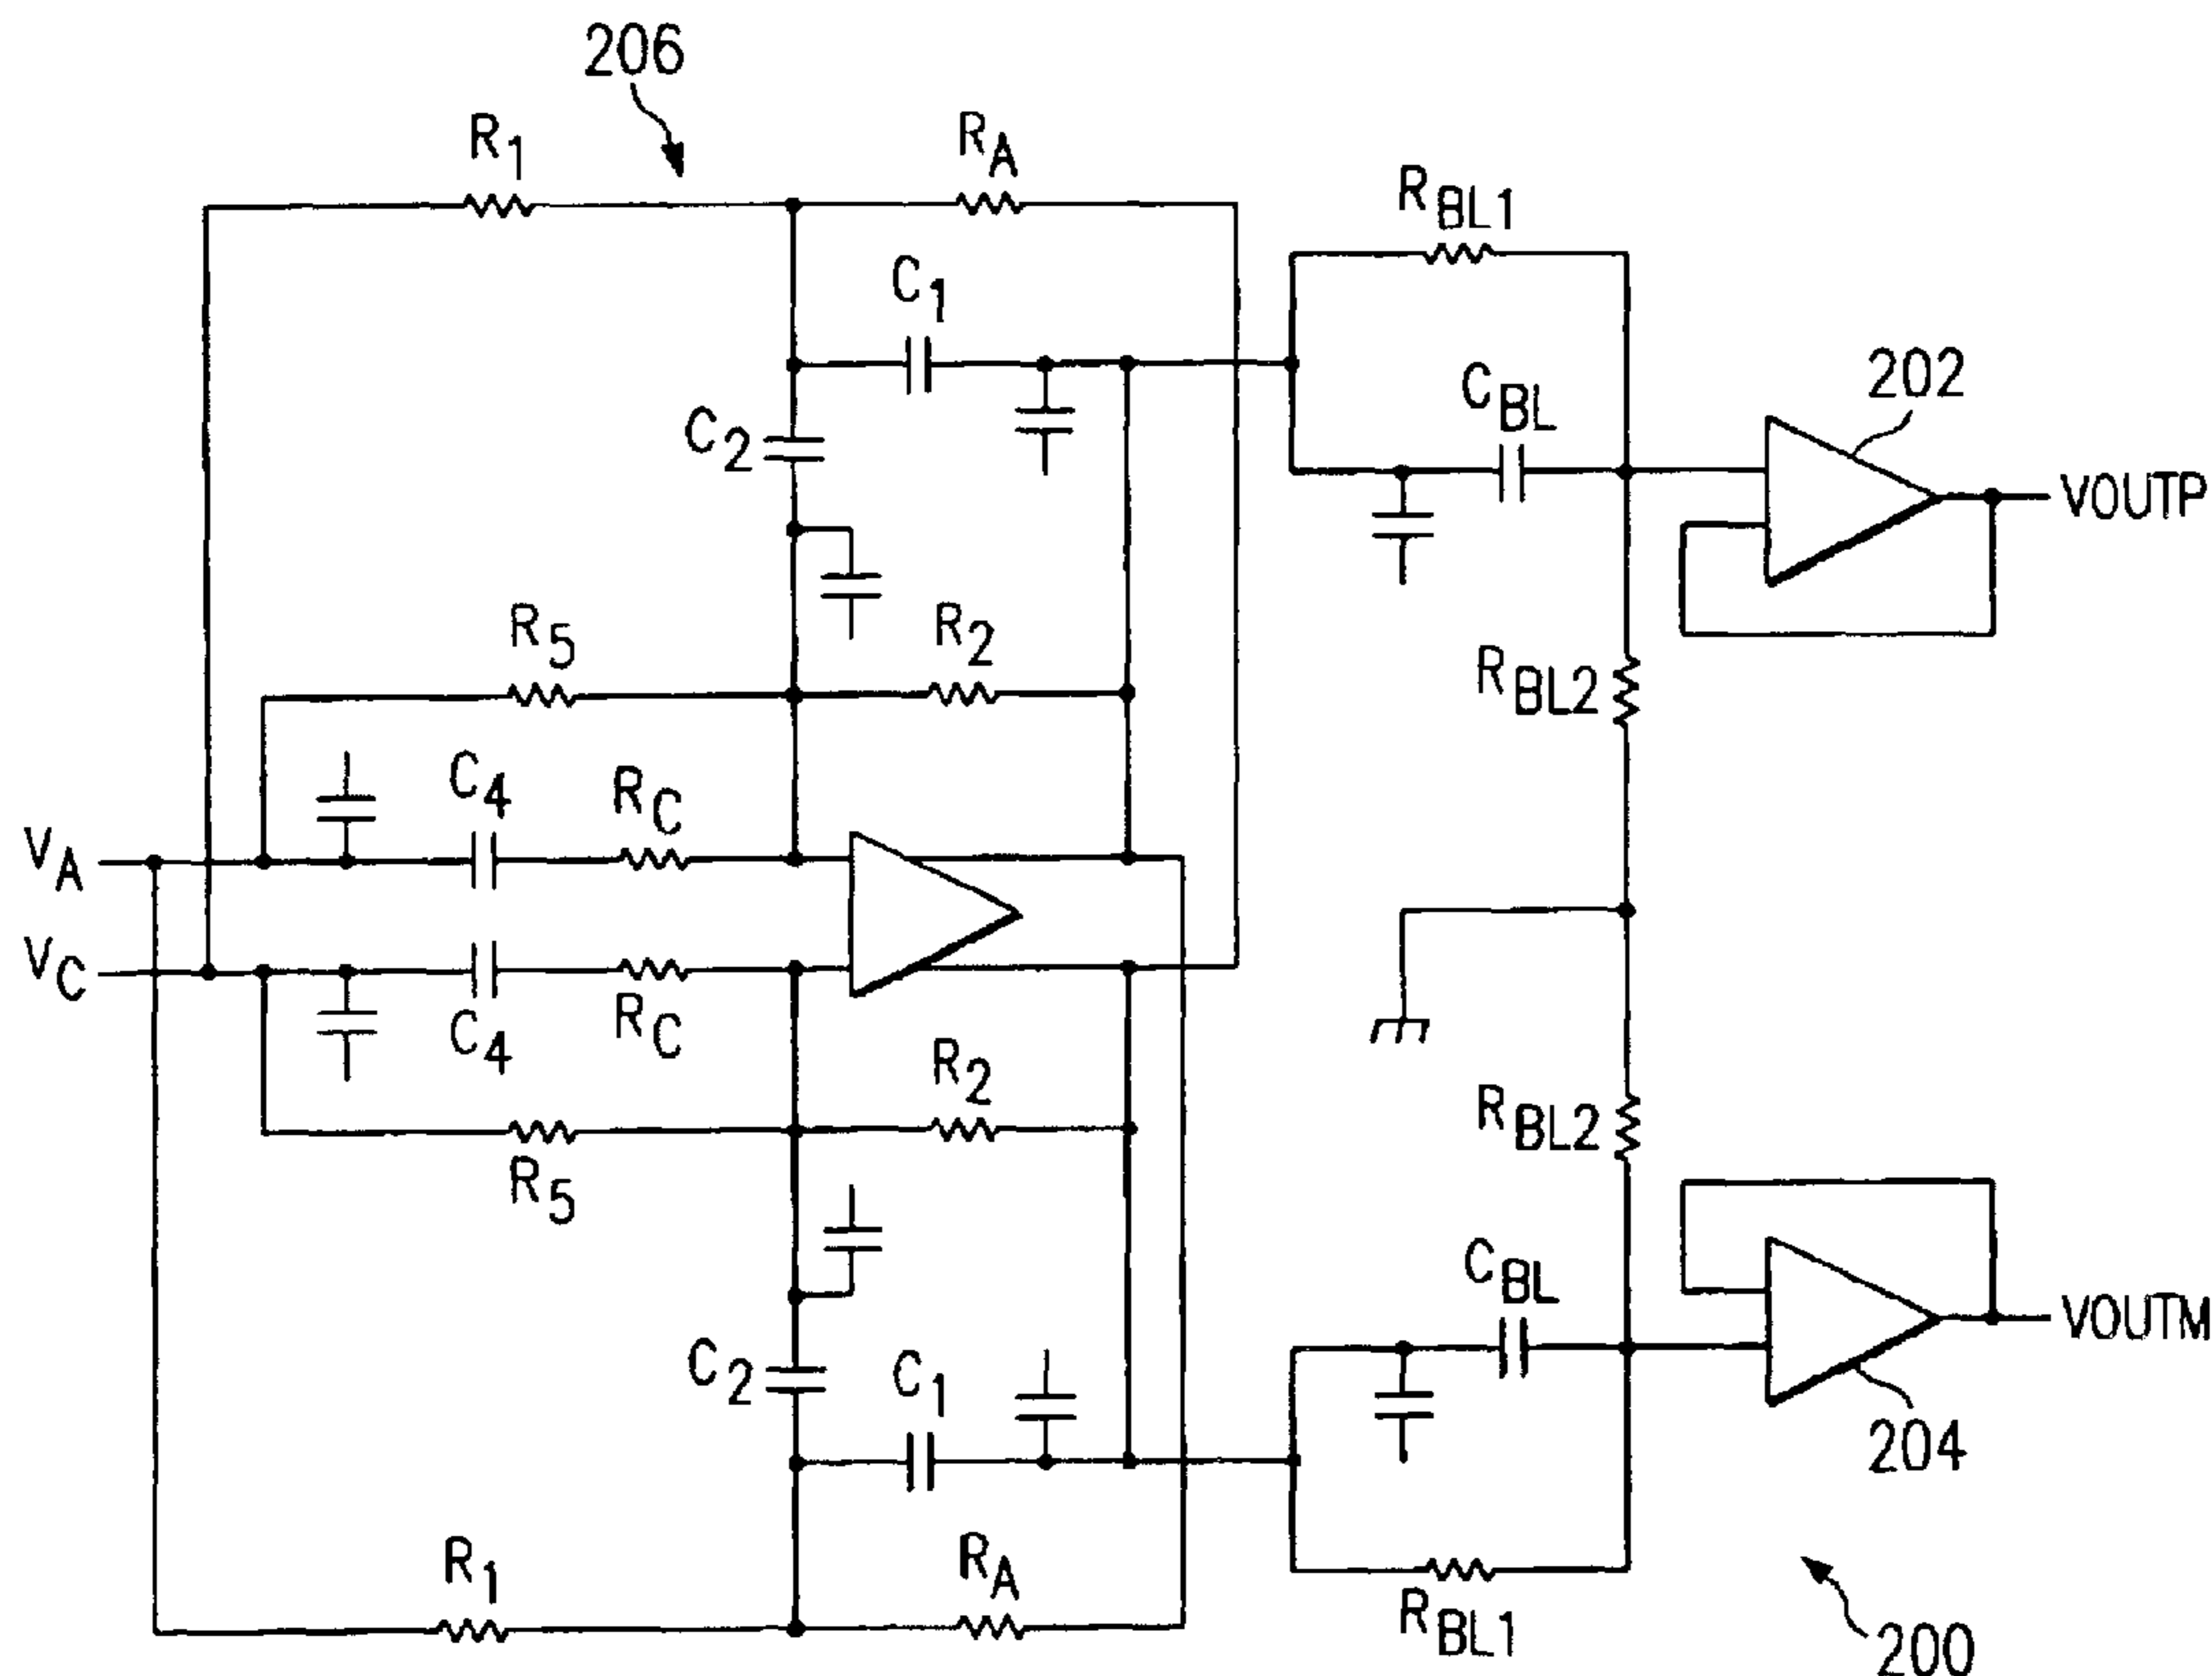 206
R1
RA
RBL1
C1
CBL
202
C2
VOUTP
R5
R2
RBL2
C4
RC
VA
VC
C4
RC
R2
RBL2
R5
CBL
C2
C1
VOUTM
204
R1
RA
RBL1
200